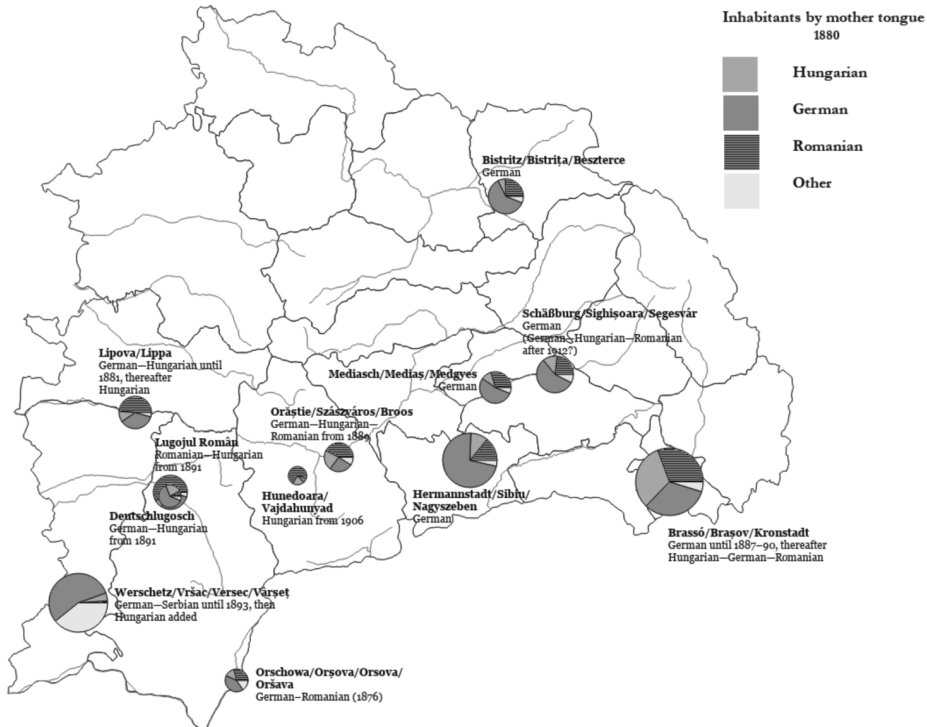 Inhabitants by mother tongue
1880
Hungarian
German
Romanian
Other
Bistritz/Bistrița/Beszterce
German
Schäßburg/Sighișoara/Segesvár
German
(German—Hungarian—Romanian
after 1912?)
Lipova/Lippa
German—Hungarian until
1881, thereafter
Hungarian
Mediasch/Mediaș/Medgyes
German
Orăștie/Szászváros/Broos
German—Hungarian—
Romanian from 1889
Lugojul Român
Romanian—Hungarian
from 1891
Hunedoara/
Vajdahunyad
Hungarian from 1906
Hermannstadt/Sibiu/
Nagyszeben
German
Deutschlugosch
German—Hungarian
from 1891
Brassó/Brașov/Kronstadt
German until 1887–90, thereafter
Hungarian—German—Romanian
Werschetz/Vršac/Versec/Vârșeț
German—Serbian until 1893, then
Hungarian added
Orschowa/Orșova/Orsova/
Oršava
German–Romanian (1876)